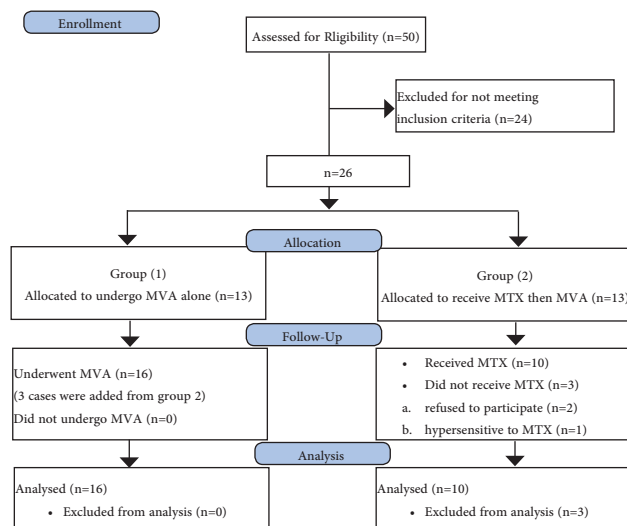 Enrollment
Assessed for Rligibility (n=50)
Excluded for not meeting
inclusion criteria (n=24)
n=26
Allocation
Group (1)
Allocated to undergo MVA alone (n=13)
Group (2)
Allocated to receive MTX then MVA (n=13)
Follow-Up
Underwent MVA (n=16)
(3 cases were added from group 2)
Did not undergo MVA (n=0)
• Received MTX (n=10)
• Did not receive MTX (n=3)
a. refused to participate (n=2)
b. hypersensitive to MTX (n=1)
Analysis
Analysed (n=16)
• Excluded from analysis (n=0)
Analysed (n=10)
• Excluded from analysis (n=3)